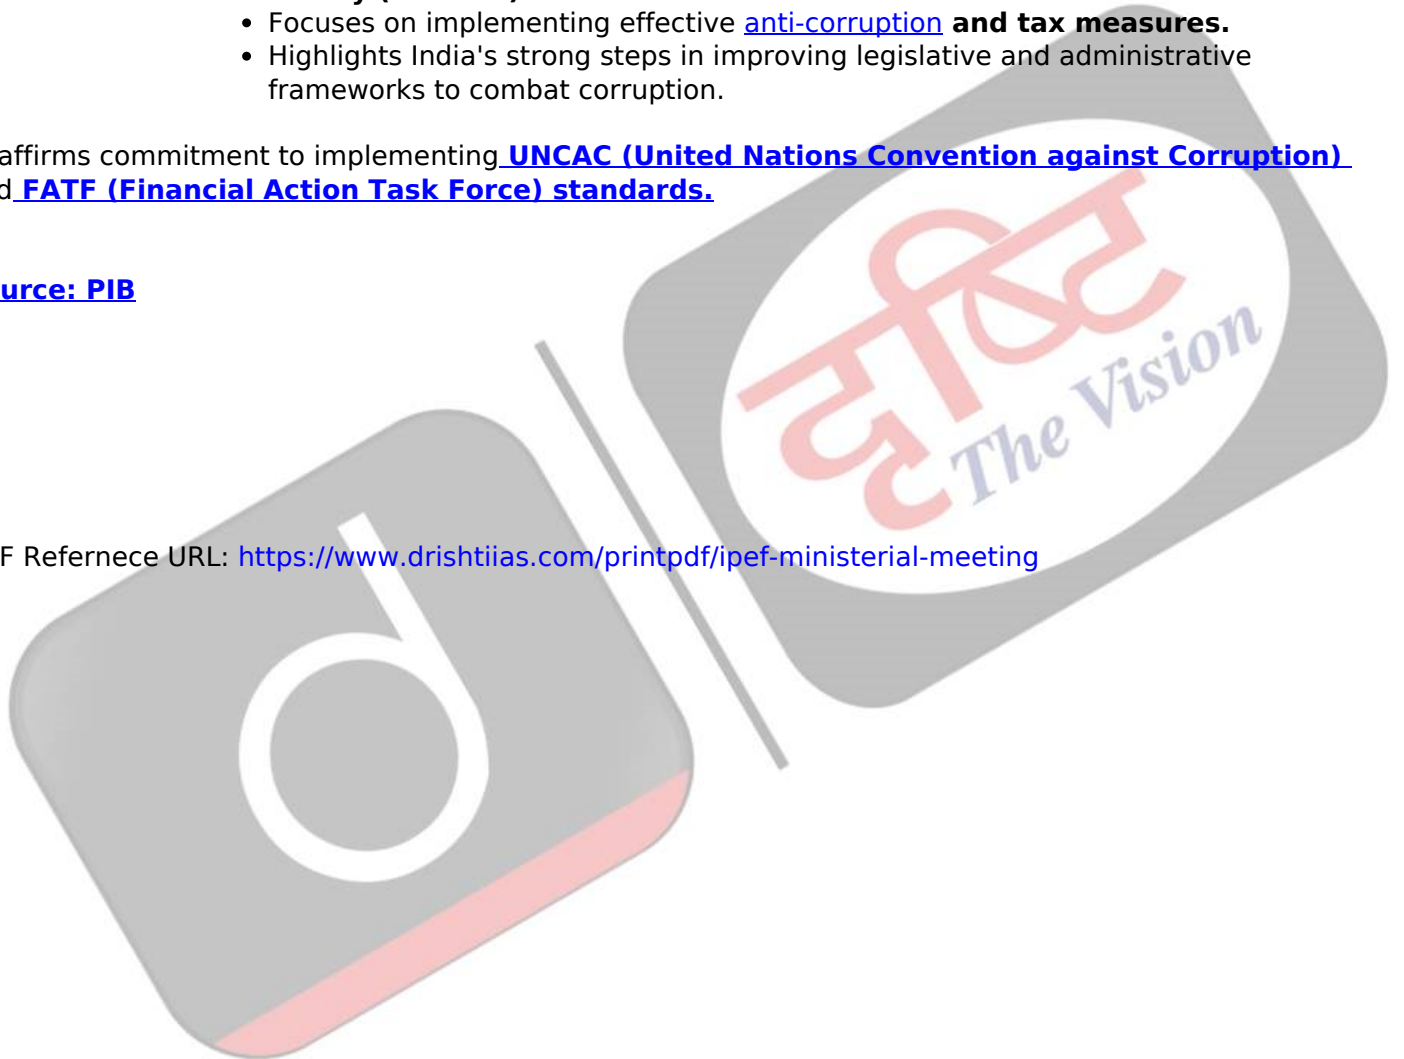 Focuses on implementing effective anti-corruption and tax measures.
Highlights India's strong steps in improving legislative and administrative
frameworks to combat corruption.
affirms commitment to implementing UNCAC (United Nations Convention against Corruption)
d FATF (Financial Action Task Force) standards.
urce: PIB
दृष्टि
The Vision
d
F Refernece URL: https://www.drishtiias.com/printpdf/ipef-ministerial-meeting